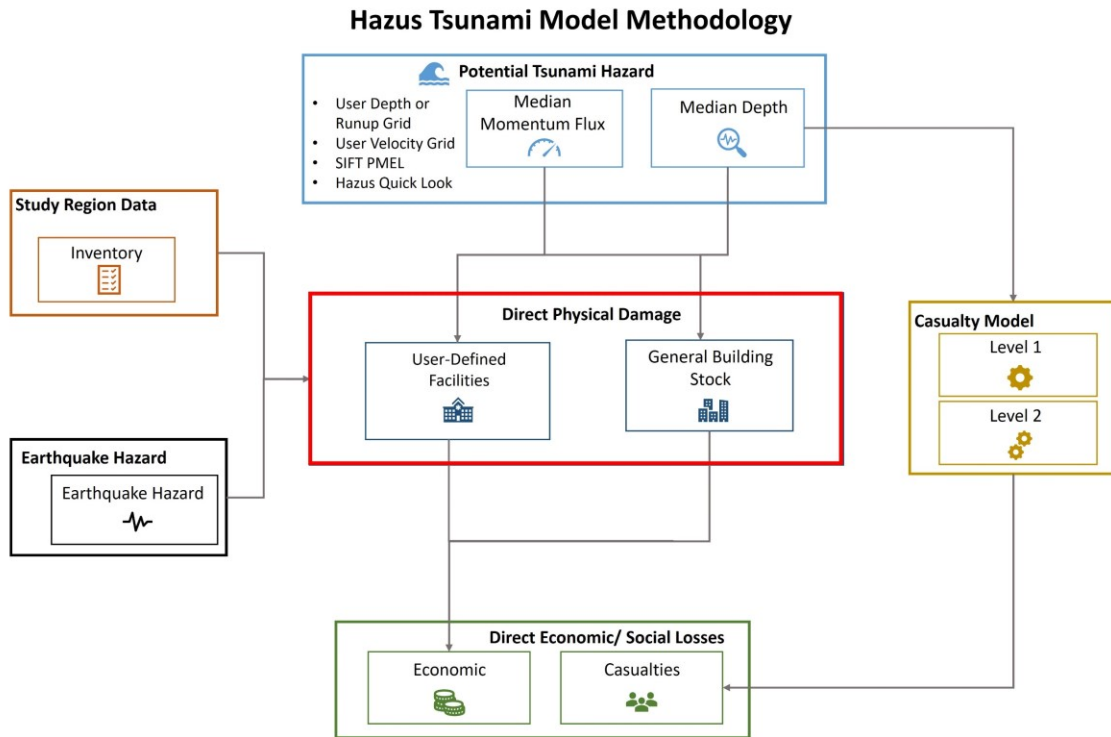 Hazus Tsunami Model Methodology
Potential Tsunami Hazard
• User Depth or
Runup Grid
• User Velocity Grid
• SIFT PMEL
• Hazus Quick Look
Median
Momentum Flux
Median Depth
Study Region Data
Inventory
Earthquake Hazard
Earthquake Hazard
Direct Physical Damage
User-Defined
Facilities
General Building
Stock
Casualty Model
Level 1
Level 2
Direct Economic/ Social Losses
Economic
Casualties